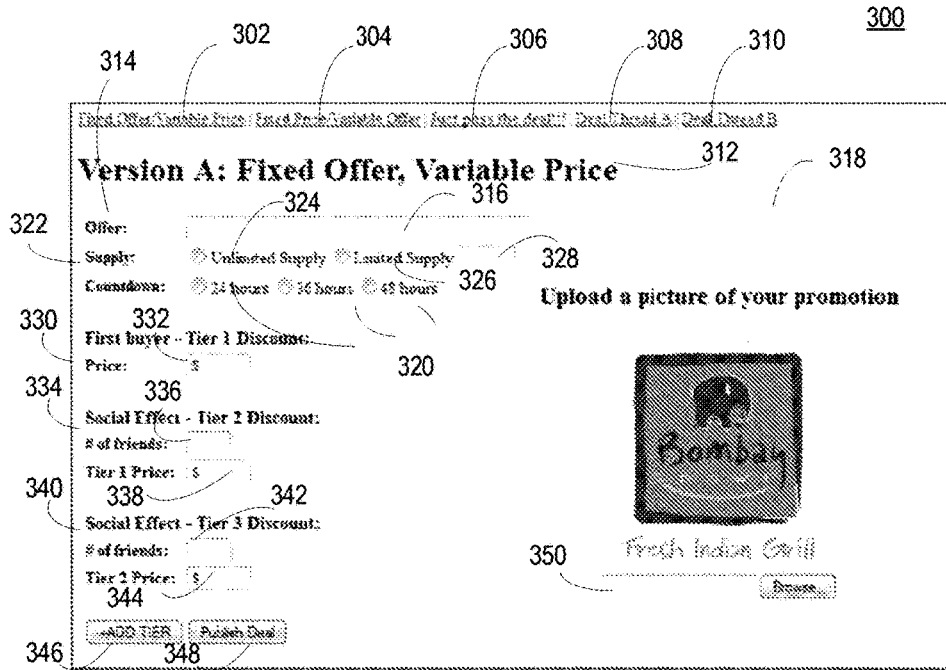 300
302 304 306 308 310
314
Fixed Offer/Variable Price | Fixed Price/Variable Offer | Just pass the deal!!! | Deal Thread A | Deal Thread B
312
318
Version A: Fixed Offer, Variable Price
324 316
322
Offer:
Supply: Unlimited Supply Limited Supply
326 328
Countdown: 24 hours 36 hours 48 hours
Upload a picture of your promotion
330 332
First buyer - Tier 1 Discount:
320
Price: $
334 336
Social Effect - Tier 2 Discount:
# of friends:
Tier 1 Price: $
338
340 342
Social Effect - Tier 3 Discount:
# of friends:
Tier 2 Price: $
344
Bombay
Fresh Indian Grill
350
Browse...
+ADD TIER Publish Deal
346 348